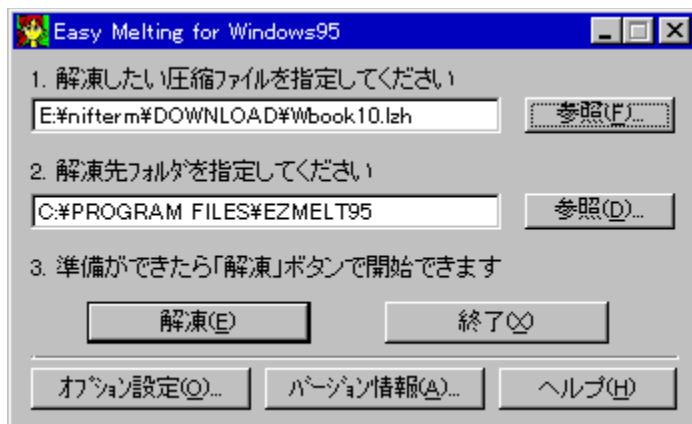 Easy Melting for Windows95
1. 解凍したい圧縮ファイルを指定してください
E:¥nifterm¥DOWNLOAD¥Wbook10.lzh
参照(F)...
2. 解凍先フォルダを指定してください
C:¥PROGRAM FILES¥EZMELT95
参照(D)...
3. 準備ができたら「解凍」ボタンで開始できます
解凍(E)
終了(X)
オプション設定(O)...
バージョン情報(A)...
ヘルプ(H)